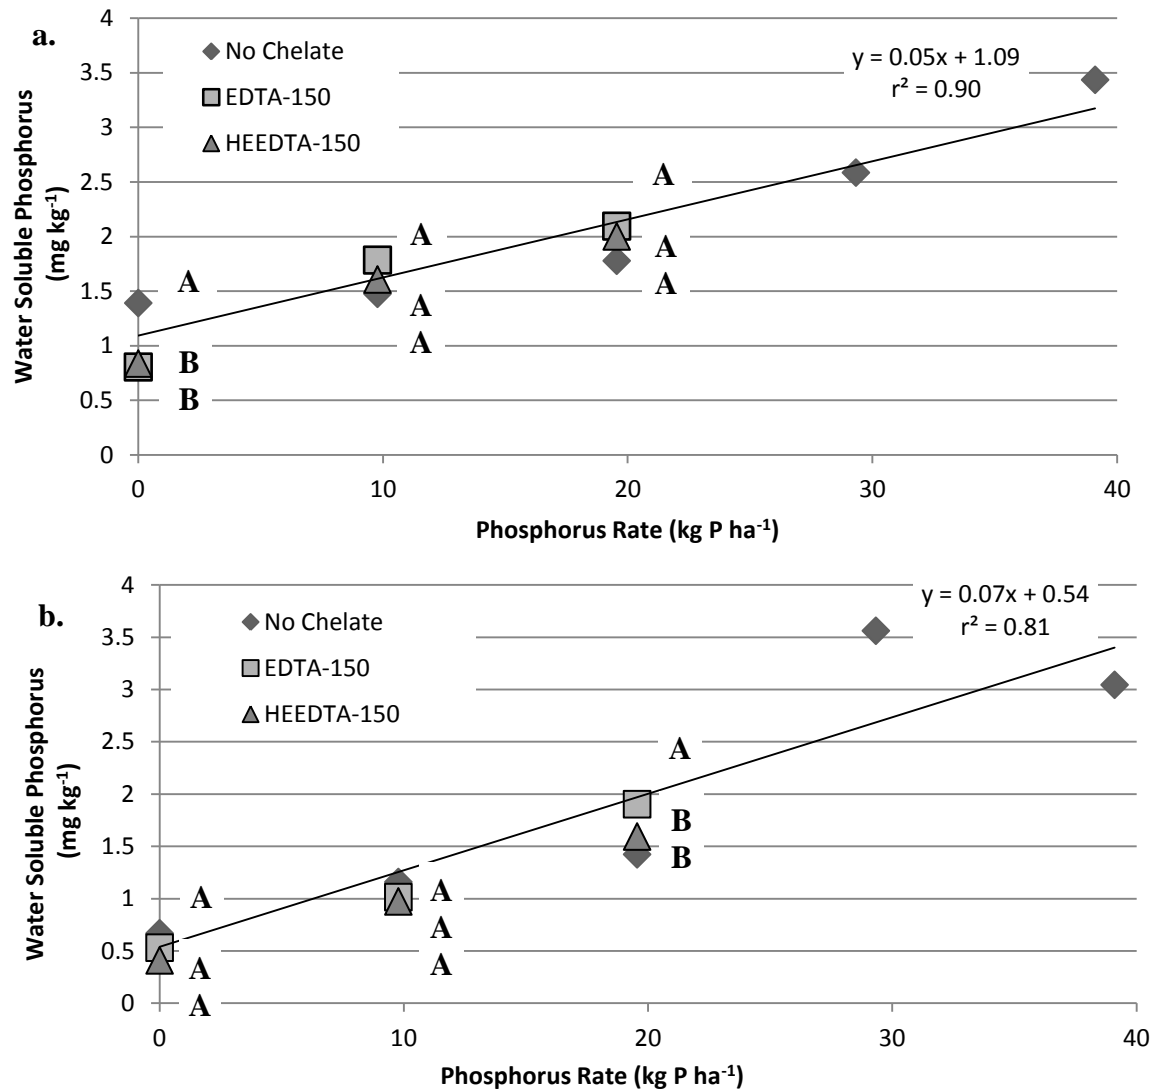 a.
No Chelate
EDTA-150
HEEDTA-150
y = 0.05x + 1.09
r² = 0.90
Water Soluble Phosphorus
(mg kg⁻¹)
4
3.5
3
2.5
2
1.5
1
0.5
0
A
B
B
A
A
A
A
A
A
0
10
20
30
40
Phosphorus Rate (kg P ha⁻¹)
b.
No Chelate
EDTA-150
HEEDTA-150
y = 0.07x + 0.54
r² = 0.81
Water Soluble Phosphorus
(mg kg⁻¹)
4
3.5
3
2.5
2
1.5
1
0.5
0
A
A
A
A
A
A
A
B
B
0
10
20
30
40
Phosphorus Rate (kg P ha⁻¹)